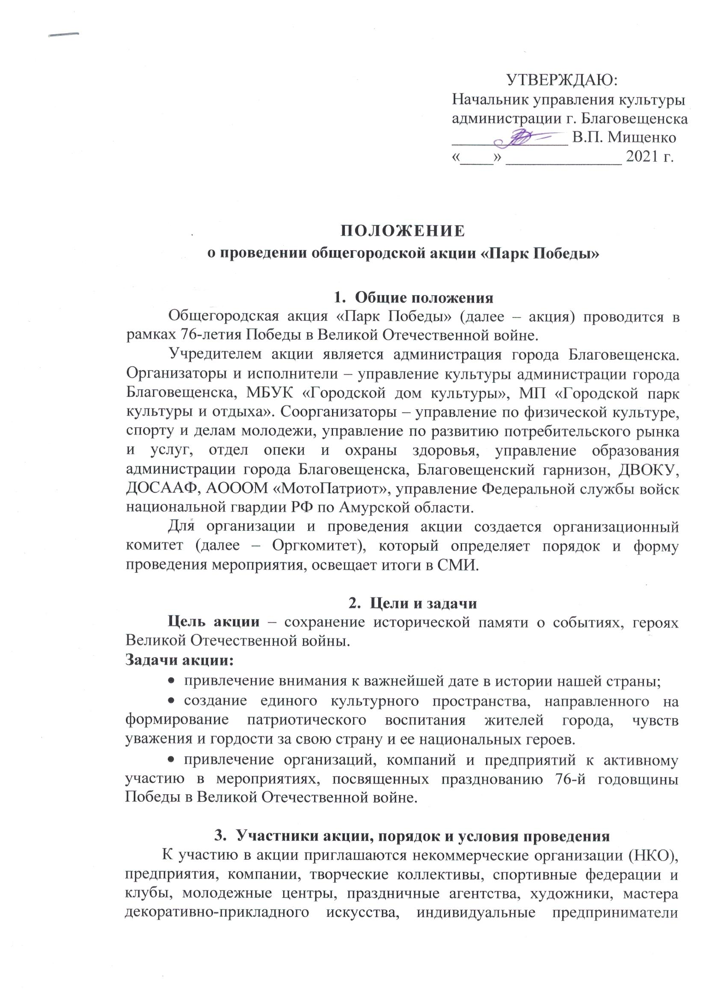 УТВЕРЖДАЮ:
Начальник управления культуры
администрации г. Благовещенска
______________ В.П. Мищенко
«____» ______________ 2021 г.
ПОЛОЖЕНИЕ
о проведении общегородской акции «Парк Победы»
1. Общие положения
Общегородская акция «Парк Победы» (далее – акция) проводится в
рамках 76-летия Победы в Великой Отечественной войне.
Учредителем акции является администрация города Благовещенска.
Организаторы и исполнители – управление культуры администрации города
Благовещенска, МБУК «Городской дом культуры», МП «Городской парк
культуры и отдыха». Соорганизаторы – управление по физической культуре,
спорту и делам молодежи, управление по развитию потребительского рынка
и услуг, отдел опеки и охраны здоровья, управление образования
администрации города Благовещенска, Благовещенский гарнизон, ДВОКУ,
ДОСААФ, АОООМ «МотоПатриот», управление Федеральной службы войск
национальной гвардии РФ по Амурской области.
Для организации и проведения акции создается организационный
комитет (далее – Оргкомитет), который определяет порядок и форму
проведения мероприятия, освещает итоги в СМИ.
2. Цели и задачи
Цель акции – сохранение исторической памяти о событиях, героях
Великой Отечественной войны.
Задачи акции:
• привлечение внимания к важнейшей дате в истории нашей страны;
• создание единого культурного пространства, направленного на
формирование патриотического воспитания жителей города, чувств
уважения и гордости за свою страну и ее национальных героев.
• привлечение организаций, компаний и предприятий к активному
участию в мероприятиях, посвященных празднованию 76-й годовщины
Победы в Великой Отечественной войне.
3. Участники акции, порядок и условия проведения
К участию в акции приглашаются некоммерческие организации (НКО),
предприятия, компании, творческие коллективы, спортивные федерации и
клубы, молодежные центры, праздничные агентства, художники, мастера
декоративно-прикладного искусства, индивидуальные предприниматели